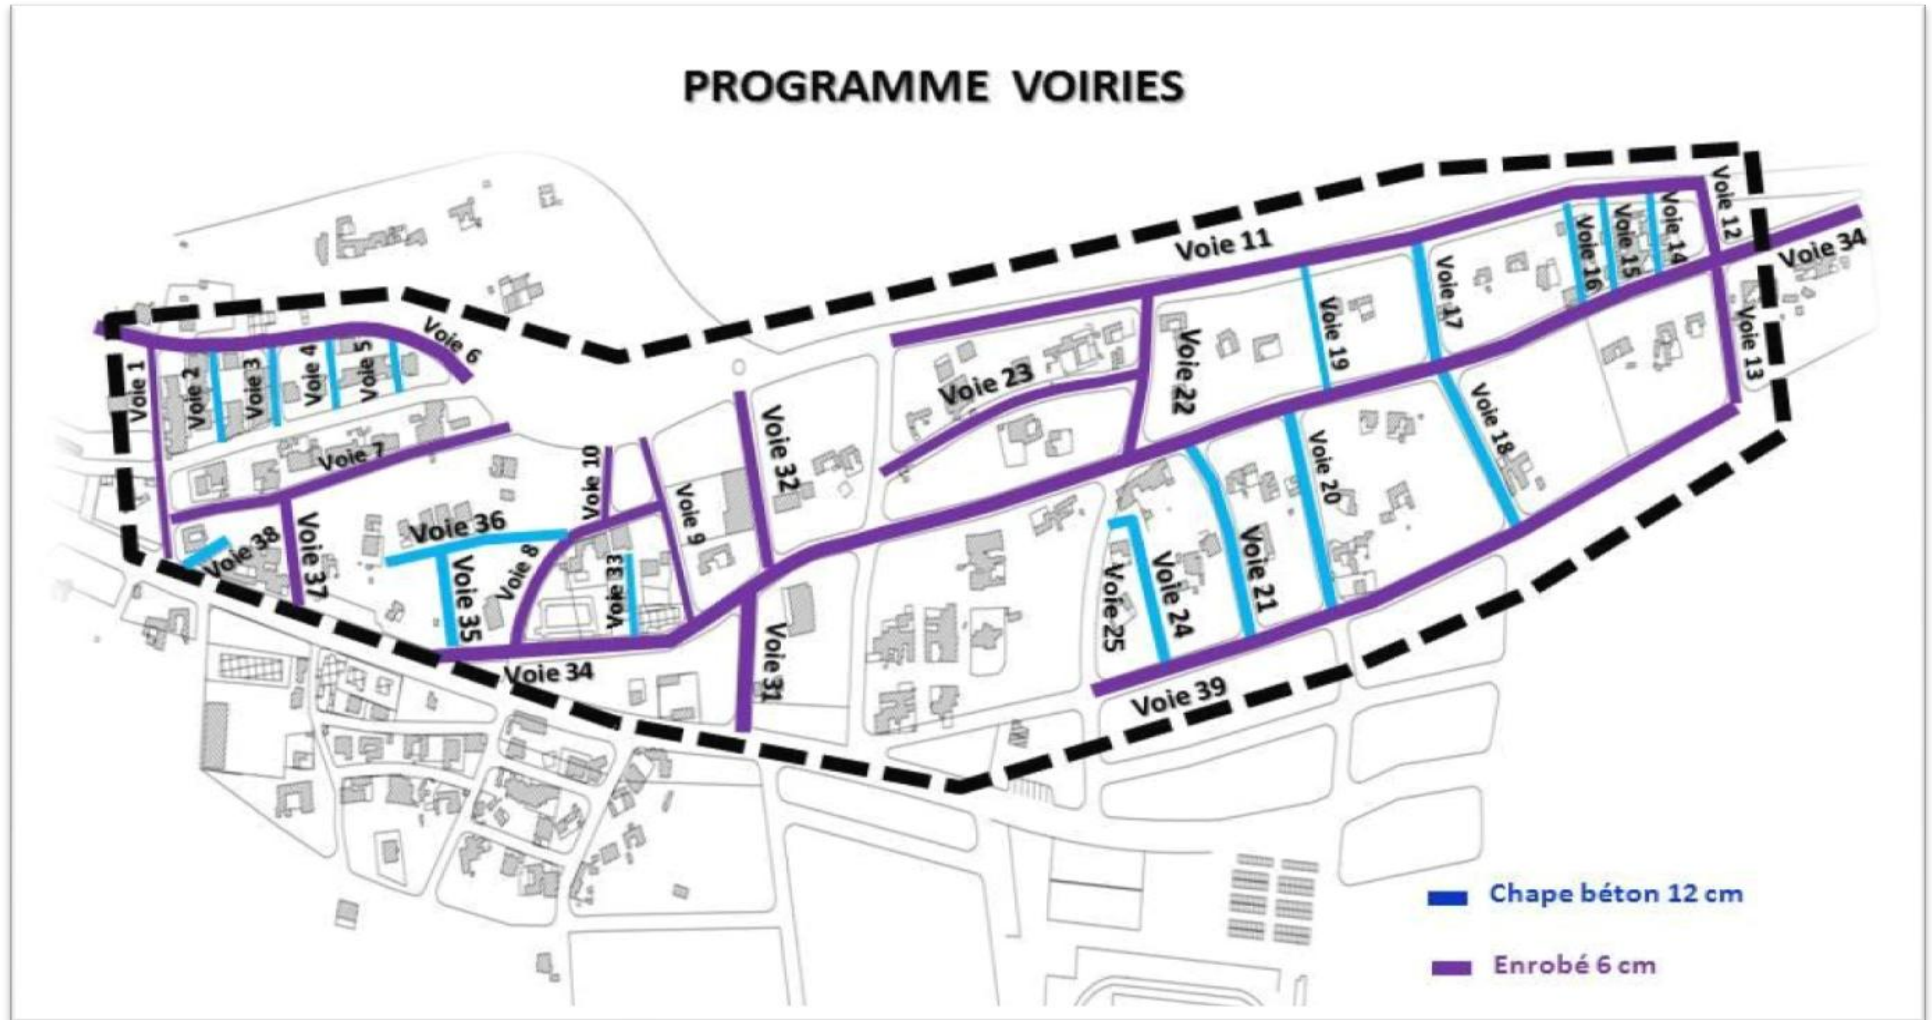 PROGRAMME VOIRIES
Voie 11
Voie 12
Voie 14
Voie 15
Voie 16
Voie 34
Voie 17
Voie 13
Voie 19
Voie 22
Voie 6
Voie 1
Voie 2
Voie 3
Voie 4
Voie 5
Voie 23
Voie 18
Voie 7
Voie 10
Voie 32
Voie 20
Voie 9
Voie 36
Voie 38
Voie 37
Voie 8
Voie 33
Voie 35
Voie 21
Voie 24
Voie 25
Voie 34
Voie 31
Voie 39
Chape béton 12 cm
Enrobé 6 cm